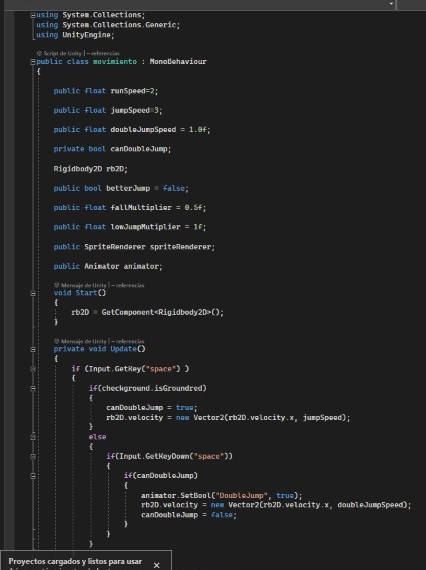 using System.Collections;
using System.Collections.Generic;
using UnityEngine;
Script de Unity | – referencias
public class movimiento : MonoBehaviour
{
public float runSpeed=2;
public float jumpSpeed=3;
public float doubleJumpSpeed = 1.0f;
private bool canDoubleJump;
Rigidbody2D rb2D;
public bool betterJump = false;
public float fallMultiplier = 0.5f;
public float lowJumpMutiplier = 1f;
public SpriteRenderer spriteRenderer;
public Animator animator;
Mensaje de Unity | – referencias
void Start()
{
rb2D = GetComponent<Rigidbody2D>();
}
Mensaje de Unity | – referencias
private void Update()
{
if (Input.GetKey("space") )
{
if(checkground.isGroundred)
{
canDoubleJump = true;
rb2D.velocity = new Vector2(rb2D.velocity.x, jumpSpeed);
}
else
{
if(Input.GetKeyDown("space"))
{
if(canDoubleJump)
{
animator.SetBool("DoubleJump", true);
rb2D.velocity = new Vector2(rb2D.velocity.x, doubleJumpSpeed);
canDoubleJump = false;
}
}
}
Proyectos cargados y listos para usar